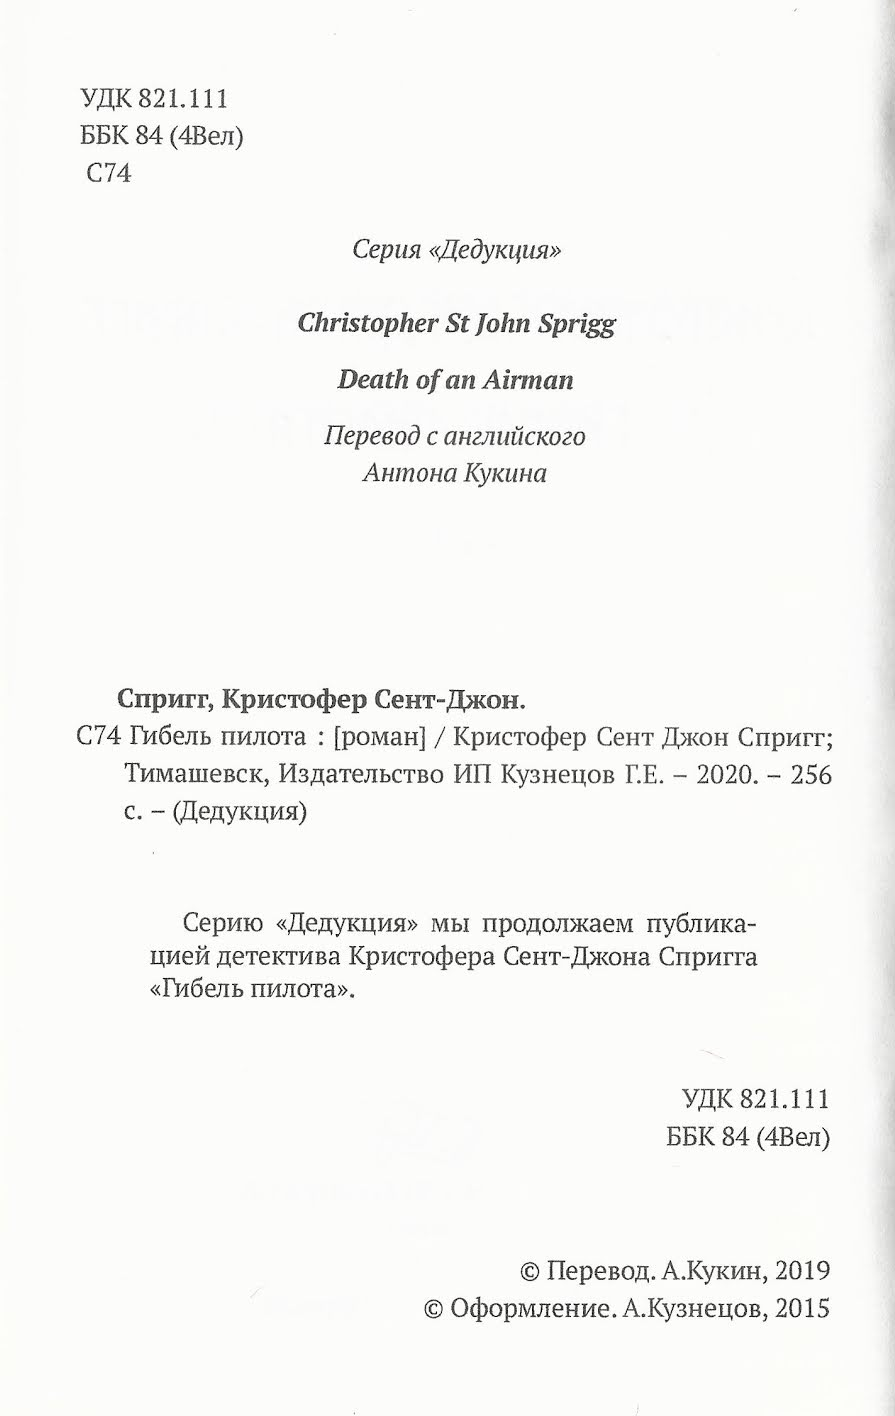 УДК 821.111
ББК 84 (4Вел)
С74
Серия «Дедукция»
Christopher St John Sprigg
Death of an Airman
Перевод с английского
Антона Кукина
Спригг, Кристофер Сент-Джон.
С74 Гибель пилота : [роман] / Кристофер Сент Джон Спригг;
Тимашевск, Издательство ИП Кузнецов Г.Е. – 2020. – 256
с. – (Дедукция)
Серию «Дедукция» мы продолжаем публика-
цией детектива Кристофера Сент-Джона Спригга
«Гибель пилота».
УДК 821.111
ББК 84 (4Вел)
© Перевод. А.Кукин, 2019
© Оформление. А.Кузнецов, 2015